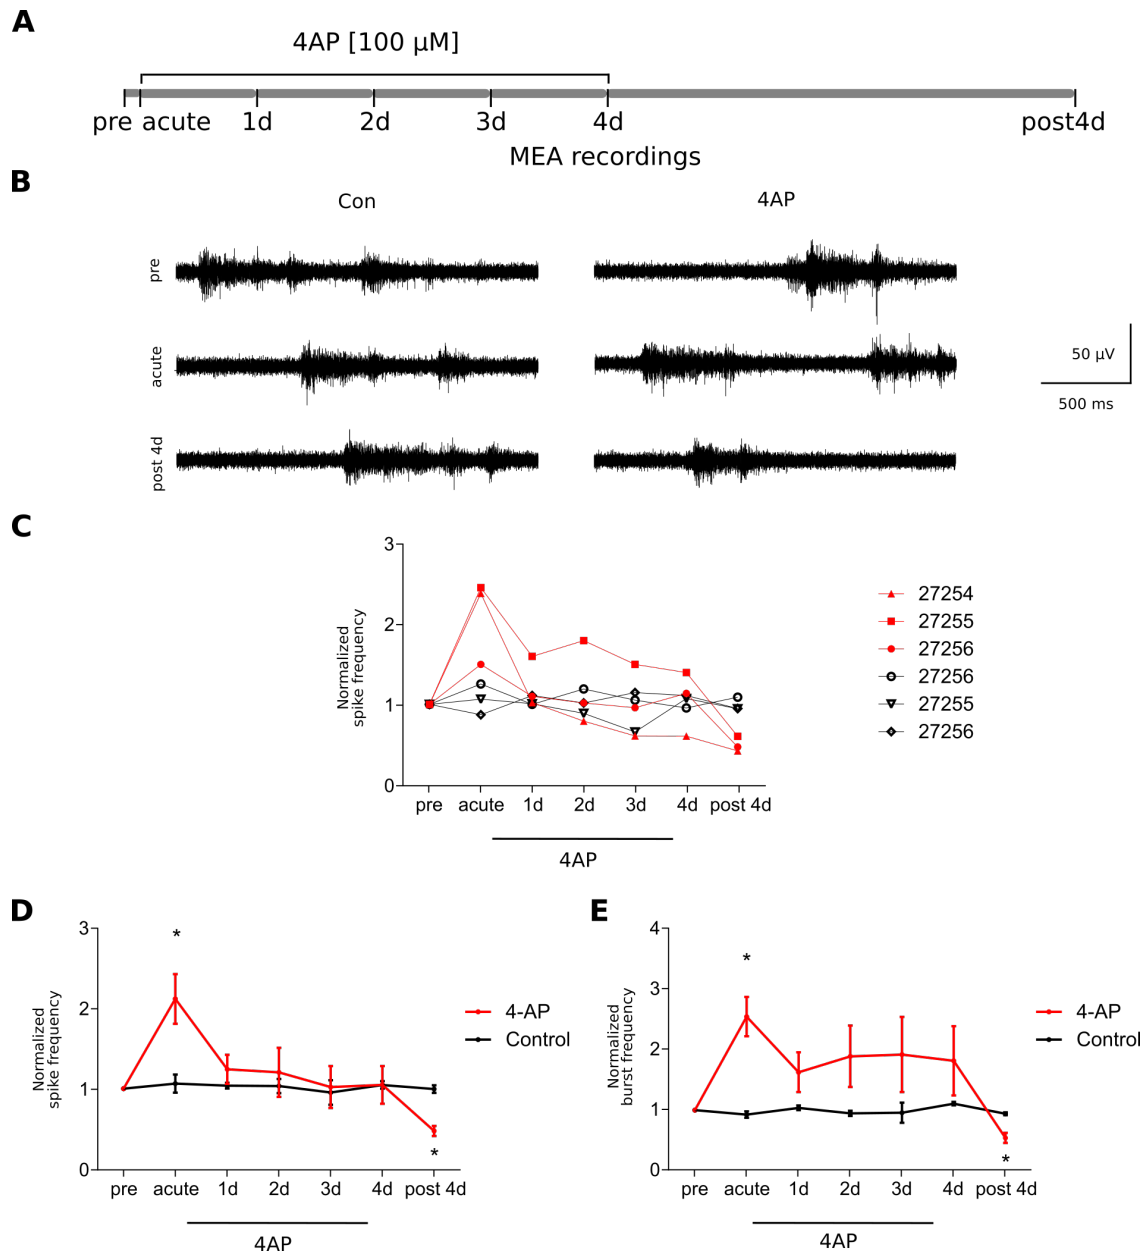 A
4AP [100 µM]
pre acute 1d 2d 3d 4d post4d
MEA recordings
B
Con 4AP
pre
acute
post 4d
50 µV
500 ms
C
3
2
1
0
Normalized
spike frequency
pre acute 1d 2d 3d 4d post 4d
4AP
27254
27255
27256
27256
27255
27256
D
3
2
1
0
Normalized
spike frequency
*
*
pre acute 1d 2d 3d 4d post 4d
4AP
4-AP
Control
E
4
3
2
1
0
Normalized
burst frequency
*
*
pre acute 1d 2d 3d 4d post 4d
4AP
4-AP
Control